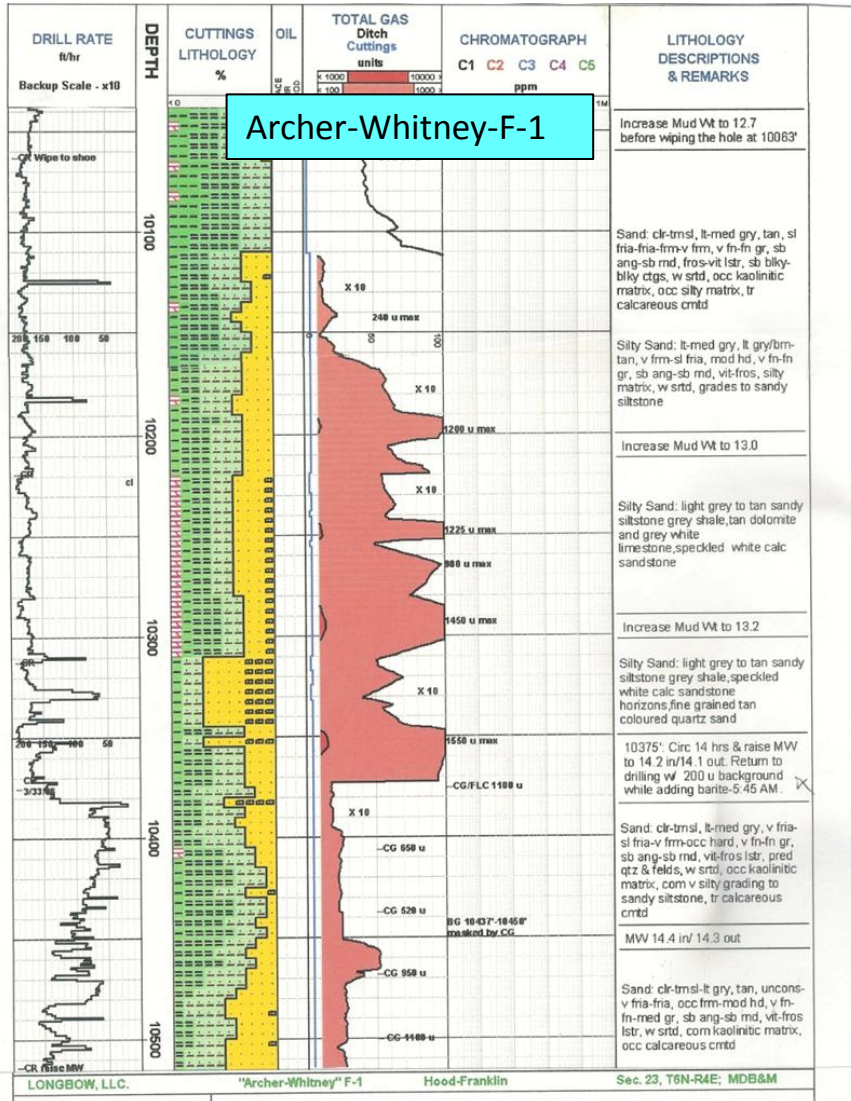 DRILL RATE
ft/hr
Backup Scale - x10
DEPTH
CUTTINGS
LITHOLOGY
%
OIL
TOTAL GAS
Ditch
Cuttings
units
< 1000 10000 >
< 100 1000 >
CHROMATOGRAPH
C1 C2 C3 C4 C5
ppm
1M
LITHOLOGY
DESCRIPTIONS
& REMARKS
Archer-Whitney-F-1
Increase Mud Wt to 12.7
before wiping the hole at 10063'
CR Wipe to shoe
10100
Sand: clr-trnsl, lt-med gry, tan, sl
fria-fria-frm-v frm, v fn-fn gr, sb
ang-sb rnd, fros-vit lstr, sb blky-
blky ctgs, w srtd, occ kaolinitic
matrix, occ silty matrix, tr
calcareous cmtd
X 10
240 u max
200 150 100 50
0 50 100
Silty Sand: lt-med gry, lt gry/brn-
tan, v frm-sl fria, mod hd, v fn-fn
gr, sb ang-sb rnd, vit-fros, silty
matrix, w srtd, grades to sandy
siltstone
X 10
10200
1200 u max
Increase Mud Wt to 13.0
CR
cl
X 10
Silty Sand: light grey to tan sandy
siltstone grey shale,tan dolomite
and grey white
limestone,speckled white calc
sandstone
1225 u max
980 u max
1450 u max
Increase Mud Wt to 13.2
10300
CR
Silty Sand: light grey to tan sandy
siltstone grey shale,speckled
white calc sandstone
horizons,fine grained tan
coloured quartz sand
X 10
200 150 100 50
1550 u max
10375': Circ 14 hrs & raise MW
to 14.2 in/14.1 out. Return to
drilling w/ 200 u background
while adding barite-5:45 AM.
CG/FLC 1180 u
X 10
10400
CG 650 u
Sand: clr-trnsl, lt-med gry, v fria-
sl fria-v frm-occ hard, v fn-fn gr,
sb ang-sb rnd, vit-fros lstr, pred
qtz & felds, w srtd, occ kaolinitic
matrix, com v silty grading to
sandy siltstone, tr calcareous
cmtd
CG 520 u
BG 10437'-10450'
masked by CG
MW 14.4 in/ 14.3 out
CG 950 u
Sand: clr-trnsl-lt gry, tan, uncons-
v fria-fria, occ frm-mod hd, v fn-
fn-med gr, sb ang-sb rnd, vit-fros
lstr, w srtd, com kaolinitic matrix,
occ calcareous cmtd
CG 1100 u
10500
CR raise MW
LONGBOW, LLC. "Archer-Whitney" F-1 Hood-Franklin Sec. 23, T6N-R4E; MDB&M